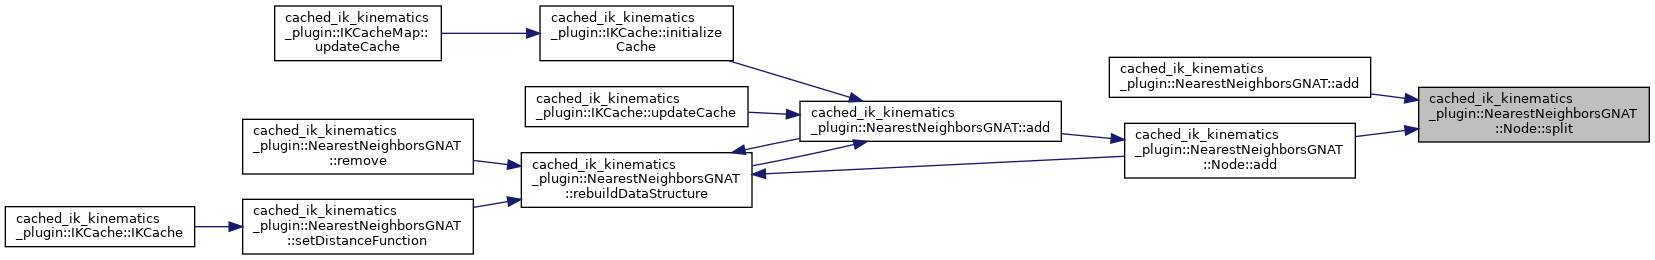 cached_ik_kinematics
_plugin::IKCacheMap::
updateCache
cached_ik_kinematics
_plugin::IKCache::initialize
Cache
cached_ik_kinematics
_plugin::NearestNeighborsGNAT::add
cached_ik_kinematics
_plugin::NearestNeighborsGNAT
::Node::split
cached_ik_kinematics
_plugin::IKCache::updateCache
cached_ik_kinematics
_plugin::NearestNeighborsGNAT::add
cached_ik_kinematics
_plugin::NearestNeighborsGNAT
::Node::add
cached_ik_kinematics
_plugin::NearestNeighborsGNAT
::remove
cached_ik_kinematics
_plugin::NearestNeighborsGNAT
::rebuildDataStructure
cached_ik_kinematics
_plugin::IKCache::IKCache
cached_ik_kinematics
_plugin::NearestNeighborsGNAT
::setDistanceFunction